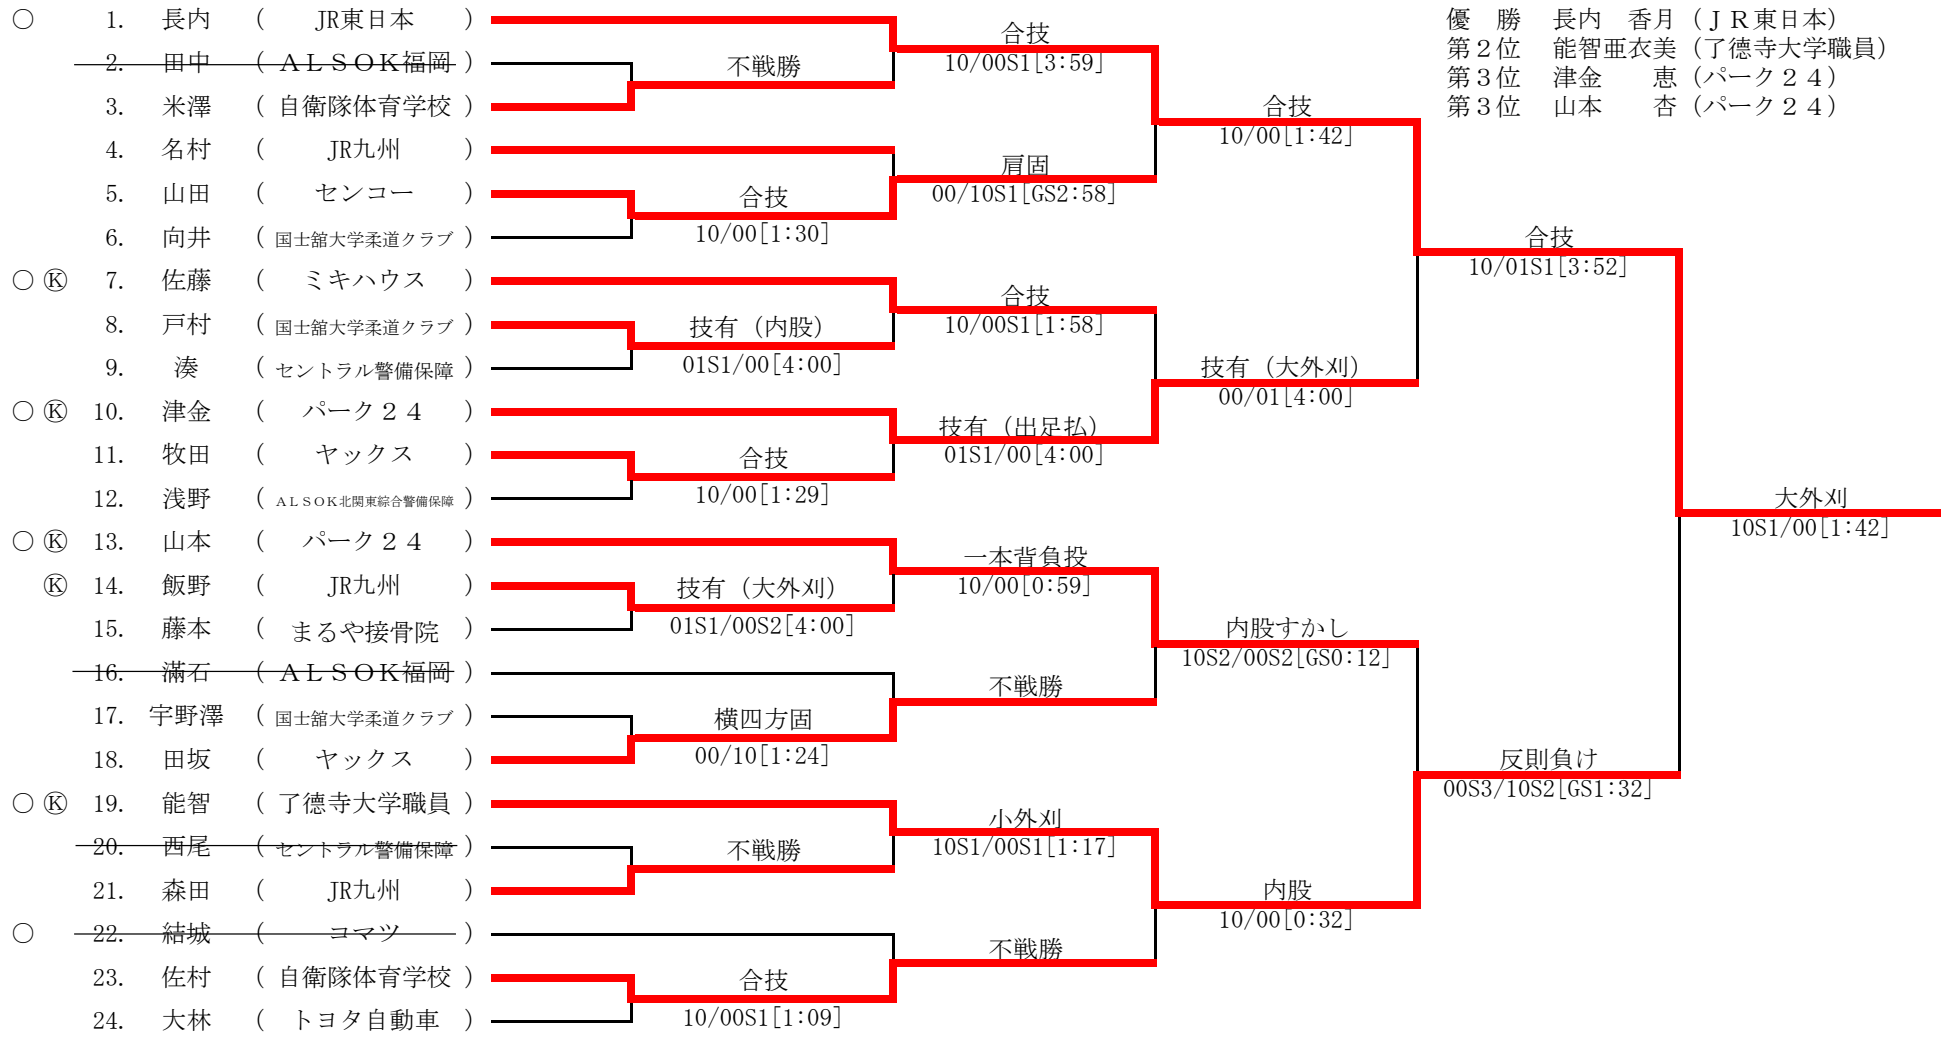 優　勝　長内　香月（ＪＲ東日本）
第２位　能智亜衣美（了德寺大学職員）
第３位　津金　　恵（パーク２４）
第３位　山本　　杏（パーク２４）
○ 1. 長内 （ JR東日本 ）
2. 田中 （ ＡＬＳＯＫ福岡 ）
3. 米澤 （ 自衛隊体育学校 ）
4. 名村 （ JR九州 ）
5. 山田 （ センコー ）
6. 向井 （ 国士舘大学柔道クラブ ）
○ Ⓚ 7. 佐藤 （ ミキハウス ）
8. 戸村 （ 国士舘大学柔道クラブ ）
9. 湊 （ セントラル警備保障 ）
○ Ⓚ 10. 津金 （ パーク２４ ）
11. 牧田 （ ヤックス ）
12. 浅野 （ ＡＬＳＯＫ北関東綜合警備保障 ）
○ Ⓚ 13. 山本 （ パーク２４ ）
Ⓚ 14. 飯野 （ JR九州 ）
15. 藤本 （ まるや接骨院 ）
16. 滿石 （ ＡＬＳＯＫ福岡 ）
17. 宇野澤 （ 国士舘大学柔道クラブ ）
18. 田坂 （ ヤックス ）
○ Ⓚ 19. 能智 （ 了德寺大学職員 ）
20. 西尾 （ セントラル警備保障 ）
21. 森田 （ JR九州 ）
○ 22. 結城 （ コマツ ）
23. 佐村 （ 自衛隊体育学校 ）
24. 大林 （ トヨタ自動車 ）
不戦勝
合技
10/00[1:30]
技有（内股）
01S1/00[4:00]
合技
10/00[1:29]
技有（大外刈）
01S1/00S2[4:00]
横四方固
00/10[1:24]
不戦勝
合技
10/00S1[1:09]
合技
10/00S1[3:59]
肩固
00/10S1[GS2:58]
合技
10/00S1[1:58]
技有（出足払）
01S1/00[4:00]
一本背負投
10/00[0:59]
不戦勝
小外刈
10S1/00S1[1:17]
不戦勝
合技
10/00[1:42]
技有（大外刈）
00/01[4:00]
内股すかし
10S2/00S2[GS0:12]
内股
10/00[0:32]
合技
10/01S1[3:52]
反則負け
00S3/10S2[GS1:32]
大外刈
10S1/00[1:42]